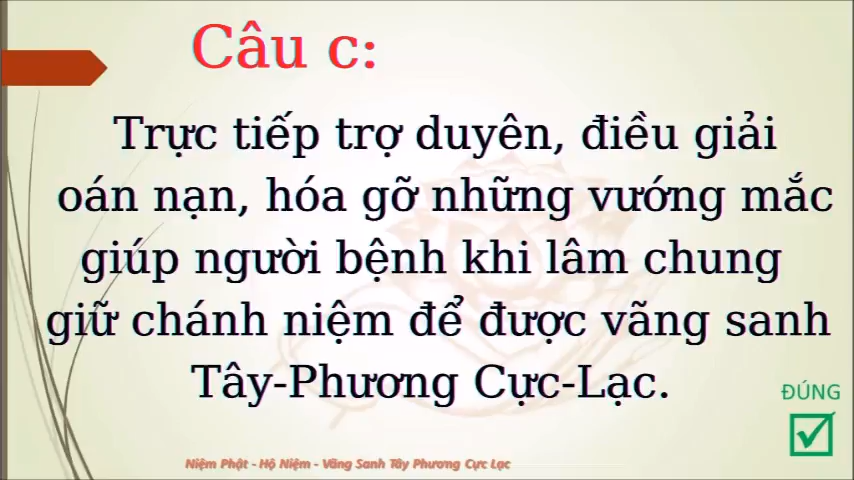 Câu c:
Trực tiếp trợ duyên, điều giải
oán nạn, hóa gỡ những vướng mắc
giúp người bệnh khi lâm chung
giữ chánh niệm để được vãng sanh
Tây-Phương Cực-Lạc.
ĐÚNG
Niệm Phật - Hộ Niệm - Vãng Sanh Tây Phương Cực Lạc